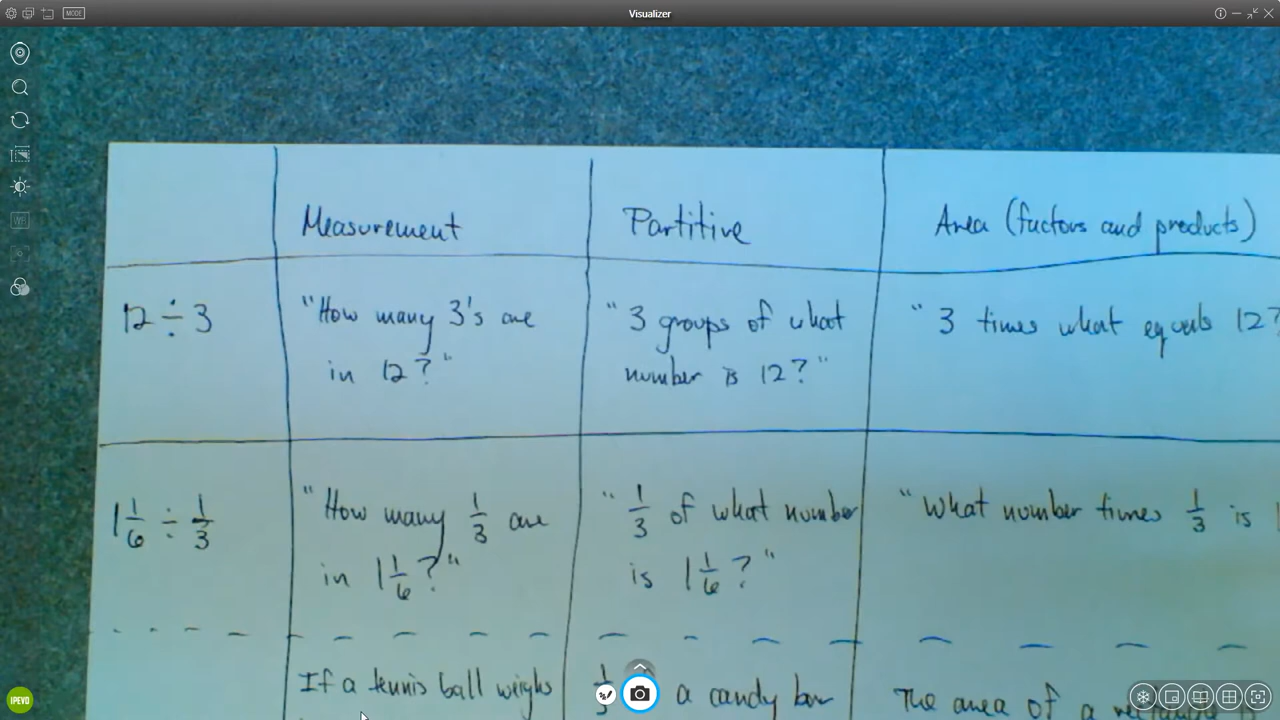 MODE
Visualizer
Measurement
Partitive
Area (factors and products)
12 ÷ 3
"How many 3's are
in 12?"
"3 groups of what
number is 12?"
"3 times what equals 12?
1 1/6 ÷ 1/3
"How many 1/3 are
in 1 1/6?"
"1/3 of what number
is 1 1/6?"
"What number times 1/3 is 1
If a tennis ball weighs
1/3 a candy bar
The area of a
IPEVO